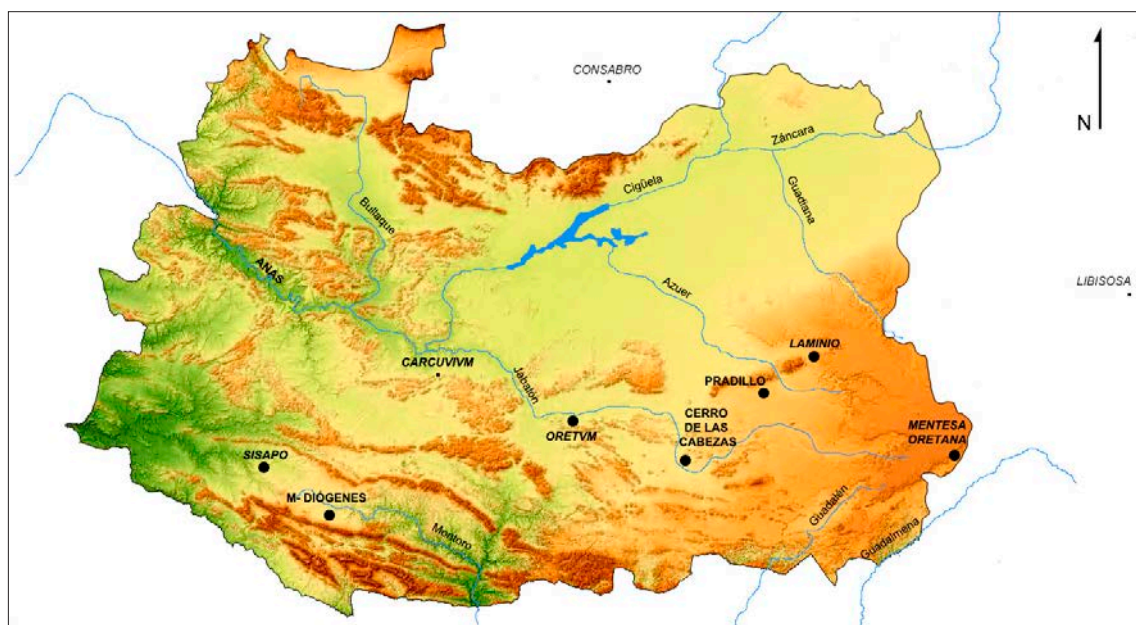 CONSABRO
N
Záncara
Cigüela
Guadiana
Bullaque
ANAS
Azuer
LIBISOSA
LAMINIO
CARCUVIVM
Jabalón
PRADILLO
ORETVM
CERRO
DE LAS
CABEZAS
MENTESA
ORETANA
SISAPO
M- DIÓGENES
Montoro
Guadalén
Guadalmena